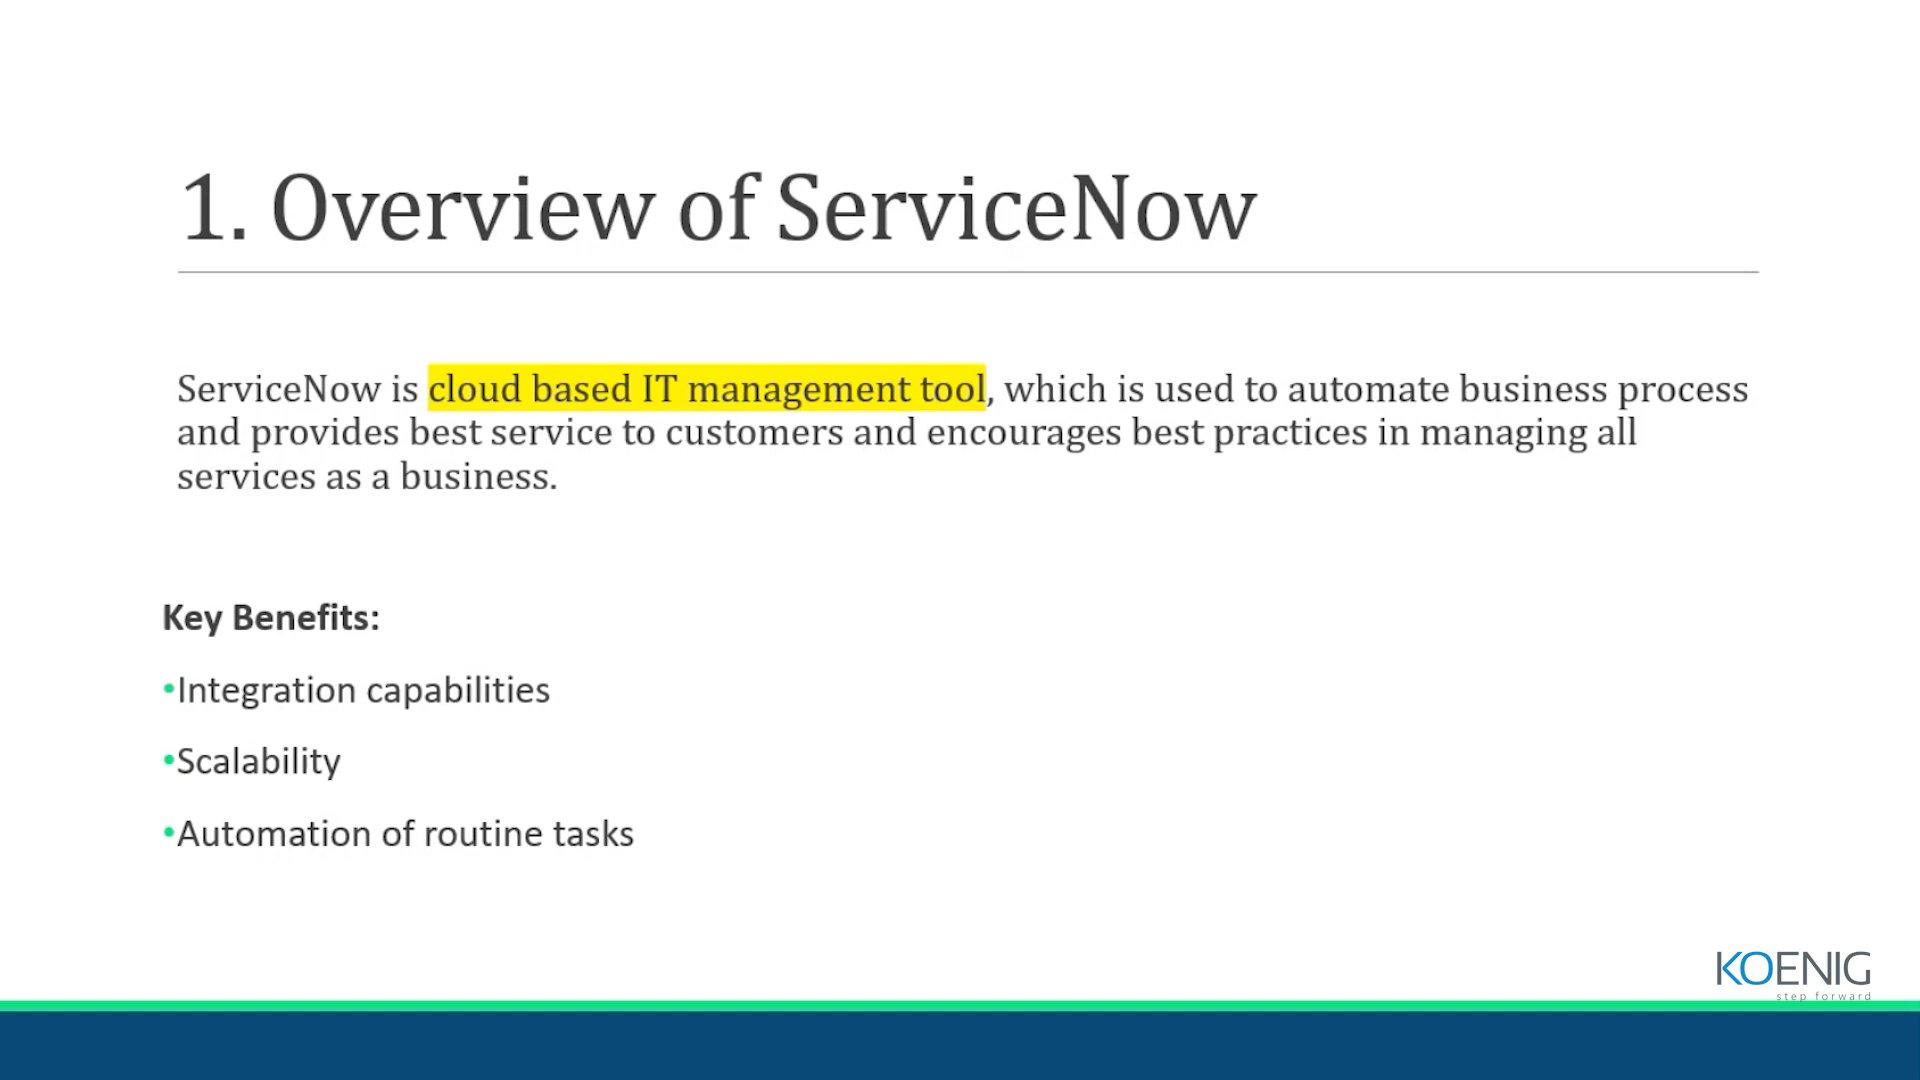 1. Overview of ServiceNow
ServiceNow is cloud based IT management tool, which is used to automate business process
and provides best service to customers and encourages best practices in managing all
services as a business.
Key Benefits:
•Integration capabilities
•Scalability
•Automation of routine tasks
KOENIG
step forward